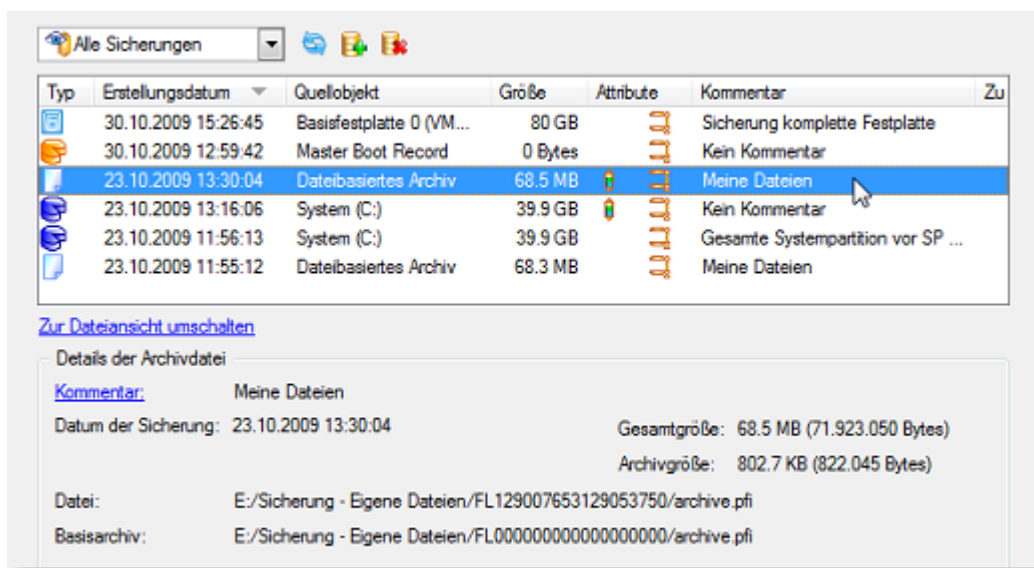 Alle Sicherungen
Typ Erstellungsdatum Quellobjekt Größe Attribute Kommentar Zu
30.10.2009 15:26:45 Basisfestplatte 0 (VM... 80 GB Sicherung komplette Festplatte
30.10.2009 12:59:42 Master Boot Record 0 Bytes Kein Kommentar
23.10.2009 13:30:04 Dateibasiertes Archiv 68.5 MB Meine Dateien
23.10.2009 13:16:06 System (C:) 39.9 GB Kein Kommentar
23.10.2009 11:56:13 System (C:) 39.9 GB Gesamte Systempartition vor SP ...
23.10.2009 11:55:12 Dateibasiertes Archiv 68.3 MB Meine Dateien
Zur Dateiansicht umschalten
Details der Archivdatei
Kommentar: Meine Dateien
Datum der Sicherung: 23.10.2009 13:30:04 Gesamtgröße: 68.5 MB (71.923.050 Bytes)
Archivgröße: 802.7 KB (822.045 Bytes)
Datei: E:/Sicherung - Eigene Dateien/FL129007653129053750/archive.pfi
Basisarchiv: E:/Sicherung - Eigene Dateien/FL000000000000000000/archive.pfi